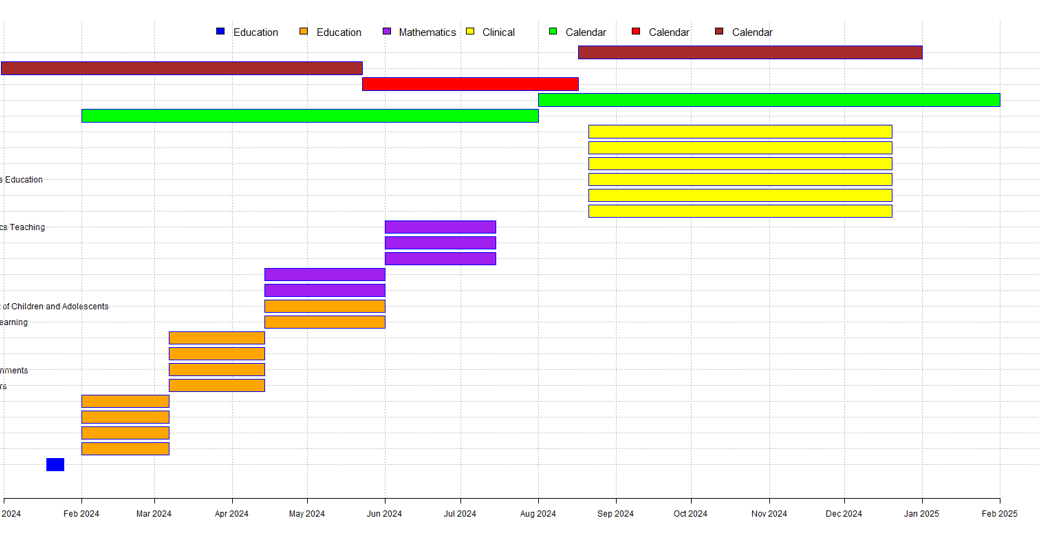 Education Education Mathematics Clinical Calendar Calendar Calendar
s Education
cs Teaching
t of Children and Adolescents
earning
nments
rs
2024 Feb 2024 Mar 2024 Apr 2024 May 2024 Jun 2024 Jul 2024 Aug 2024 Sep 2024 Oct 2024 Nov 2024 Dec 2024 Jan 2025 Feb 2025